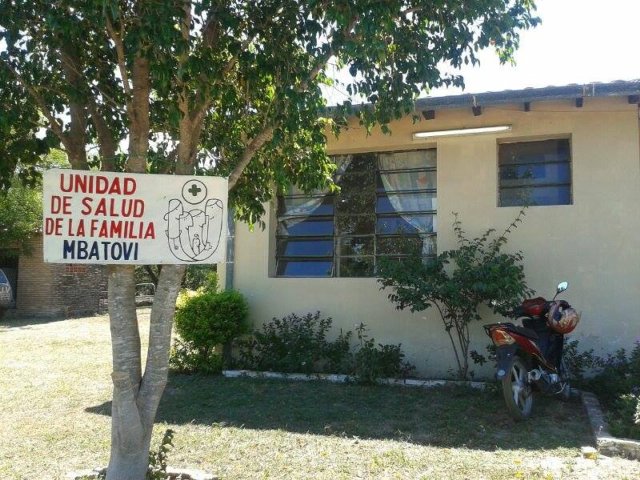 UNIDAD
DE SALUD
DE LA FAMILIA
MBATOVI